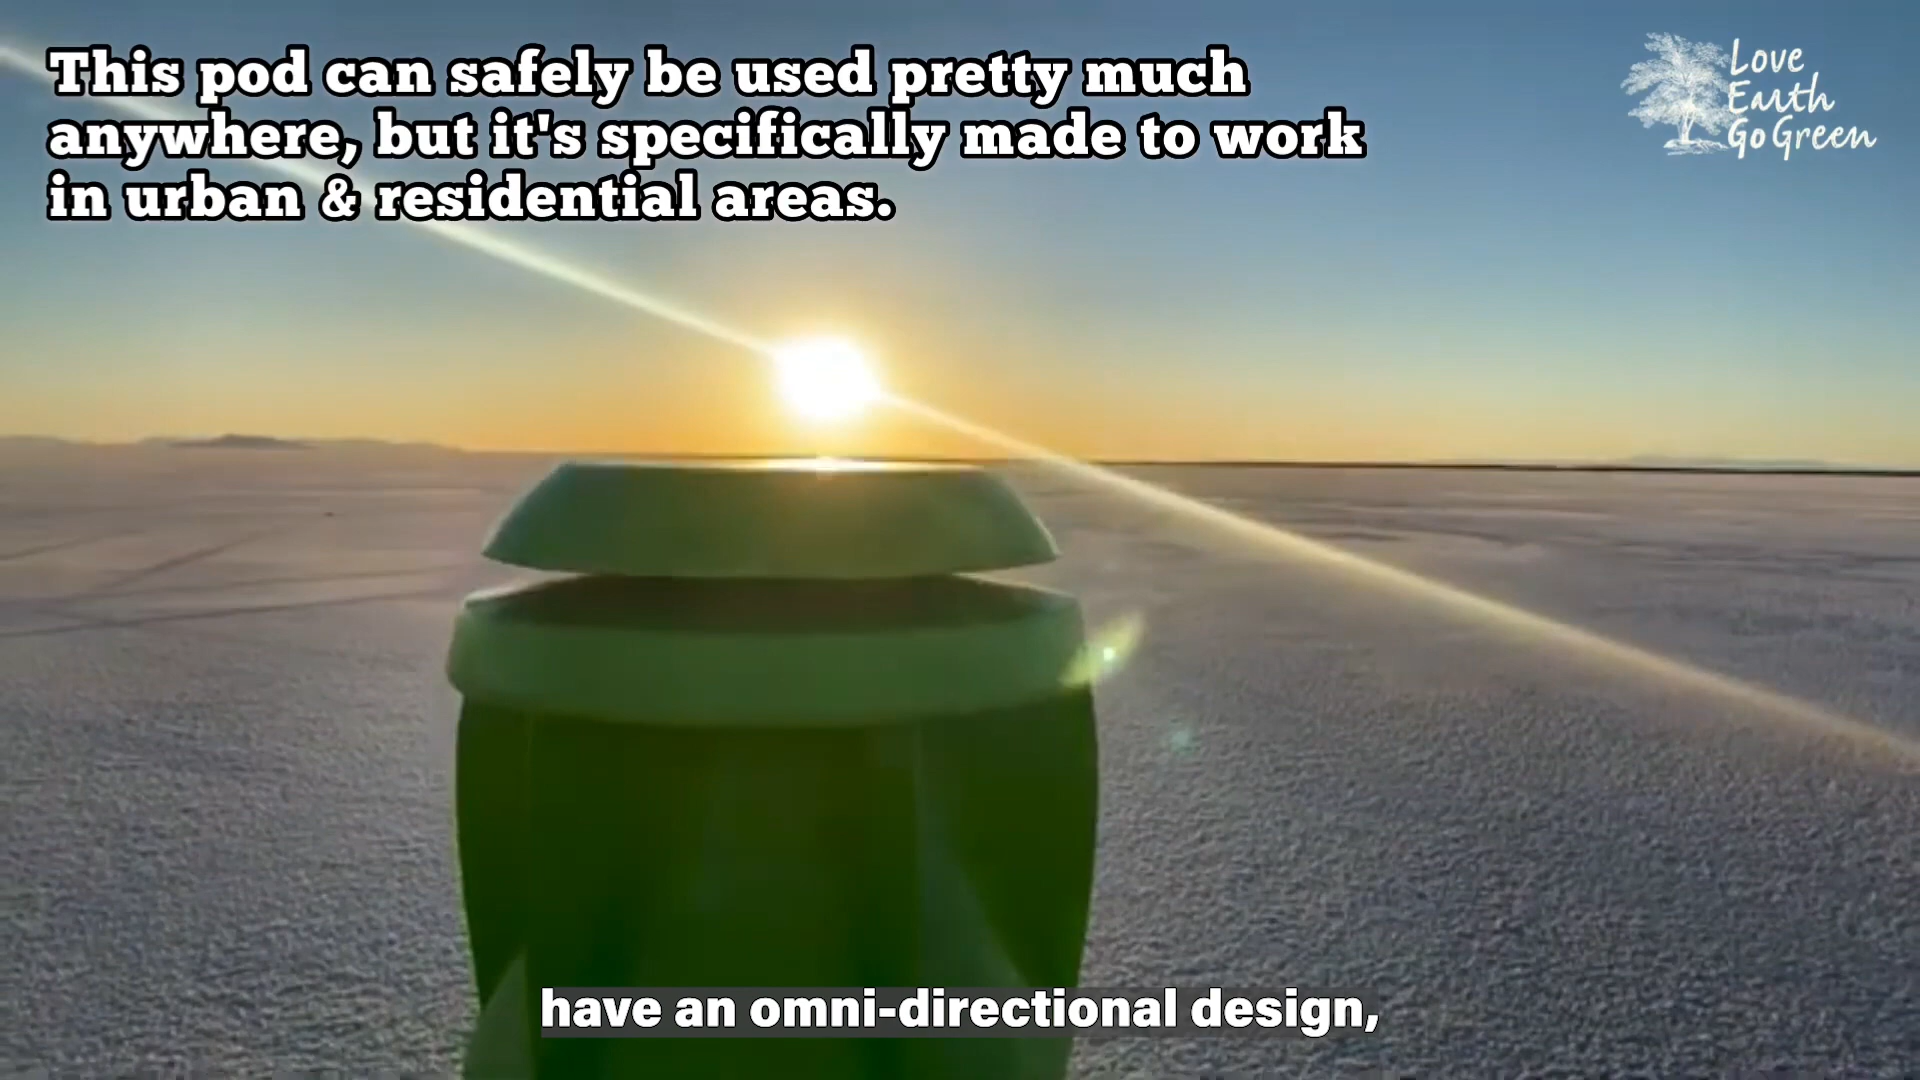 This pod can safely be used pretty much
anywhere, but it's specifically made to work
in urban & residential areas.
Love
Earth
Go Green
have an omni-directional design,